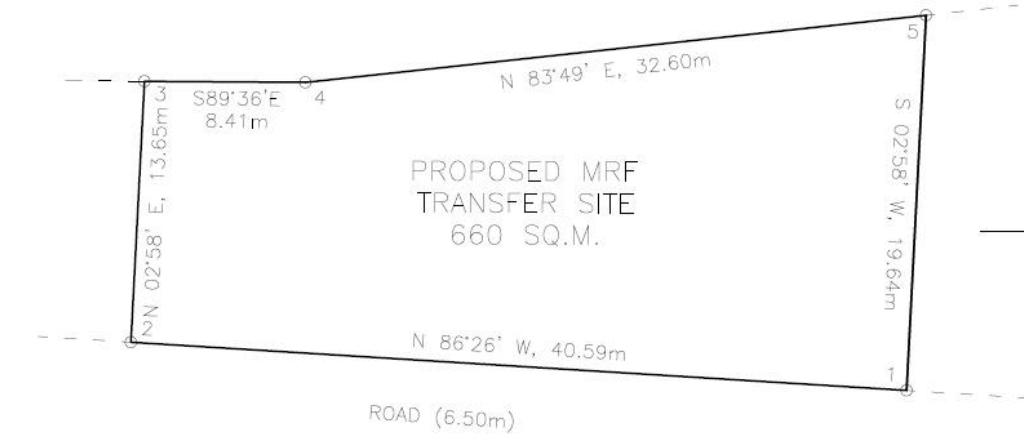 5
N 83°49' E, 32.60m
3
S89°36'E
8.41m
4
N 02°58' E, 13.65m
S 02°58' W, 19.64m
PROPOSED MRF
TRANSFER SITE
660 SQ.M.
2
N 86°26' W, 40.59m
1
ROAD (6.50m)